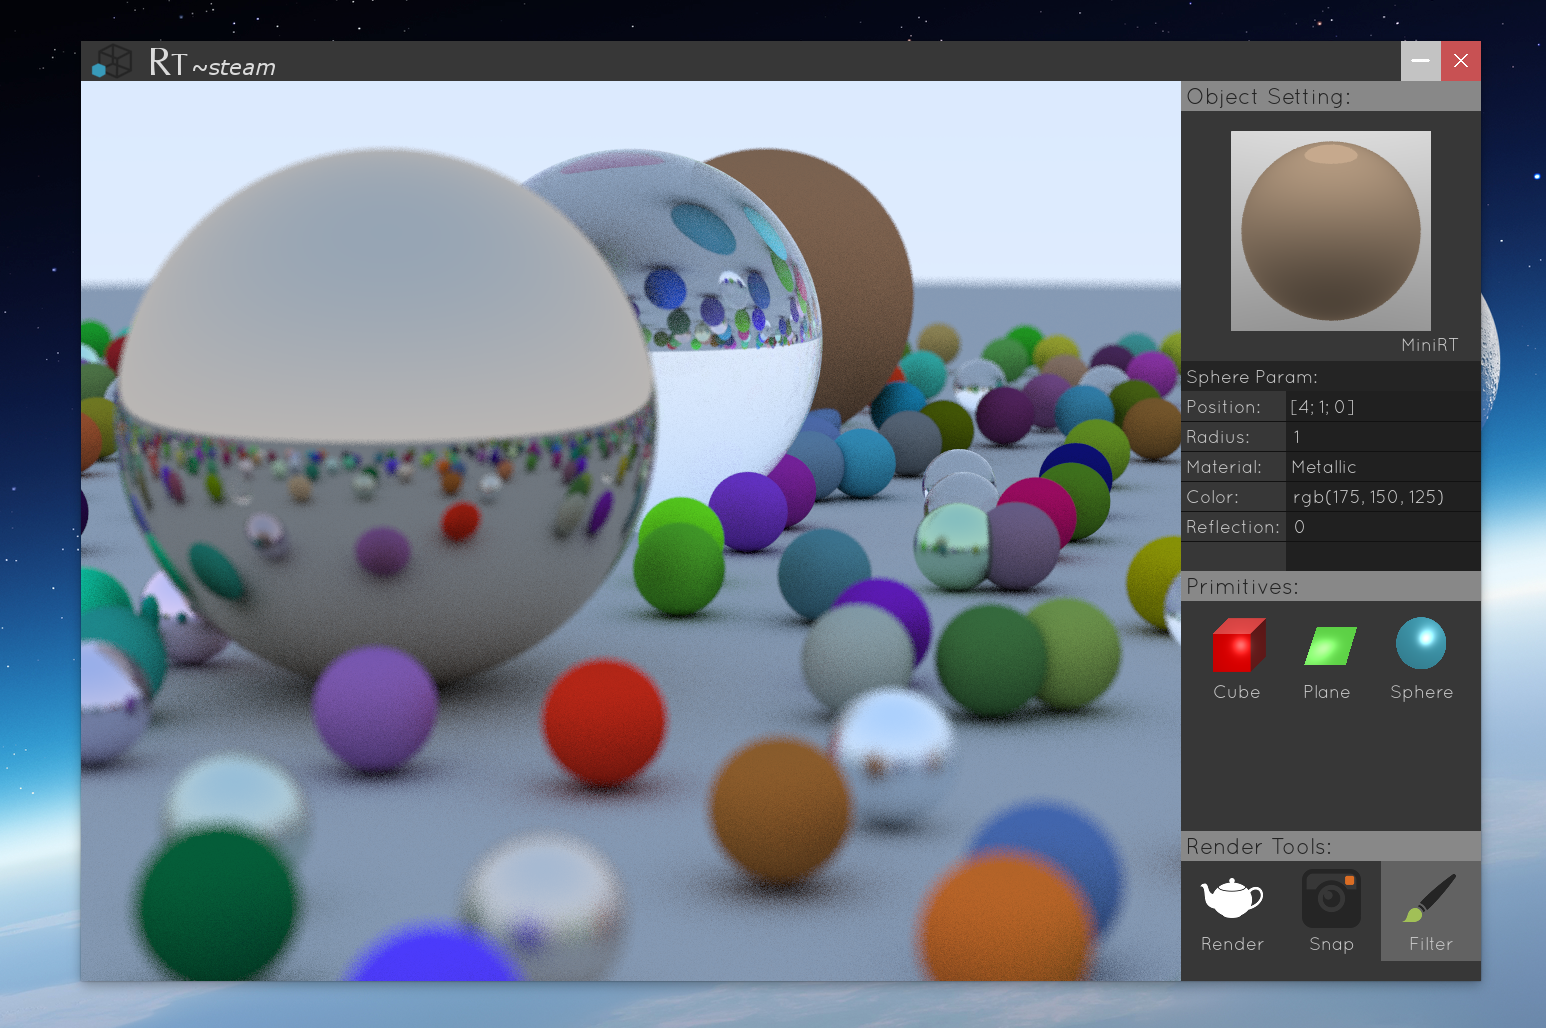 RT ~steam
Object Setting:
MiniRT
Sphere Param:
Position: [4; 1; 0]
Radius: 1
Material: Metallic
Color: rgb(175, 150, 125)
Reflection: 0
Primitives:
Cube Plane Sphere
Render Tools:
Render Snap Filter